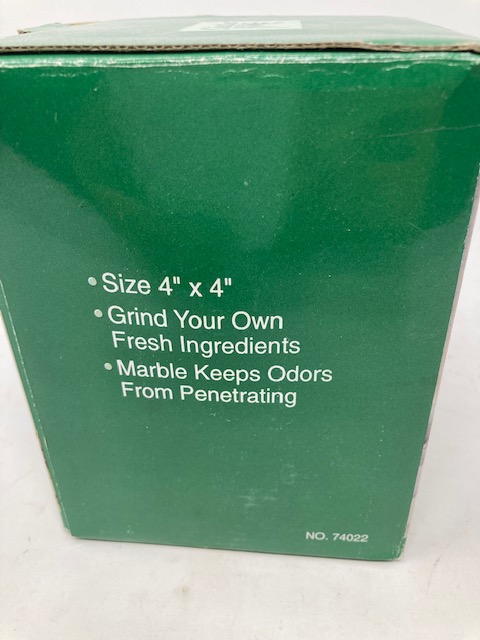 • Size 4" x 4"
• Grind Your Own
Fresh Ingredients
• Marble Keeps Odors
From Penetrating
NO. 74022